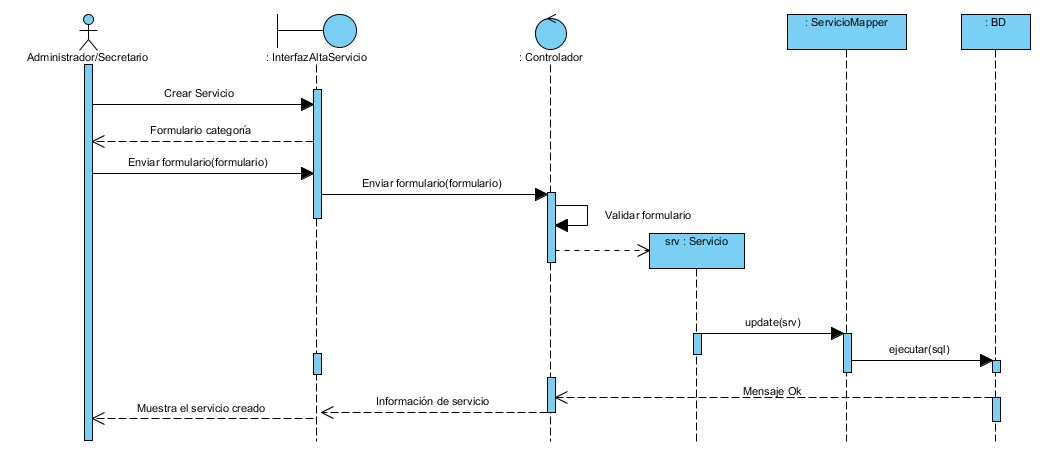 : ServicioMapper
: BD
Administrador/Secretario
: InterfazAltaServicio
: Controlador
Crear Servicio
Formulario categoría
Enviar formulario(formulario)
Enviar formulario(formulario)
Validar formulario
srv : Servicio
update(srv)
ejecutar(sql)
Mensaje Ok
Información de servicio
Muestra el servicio creado